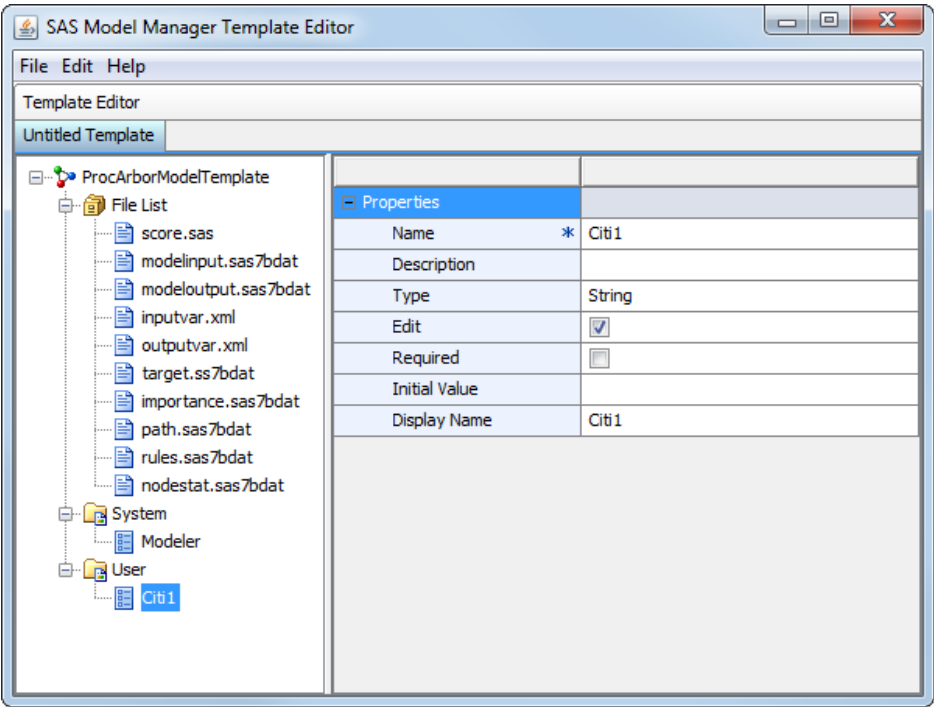 SAS Model Manager Template Editor
File Edit Help
Template Editor
Untitled Template
ProcArborModelTemplate
File List
score.sas
modelinput.sas7bdat
modeloutput.sas7bdat
inputvar.xml
outputvar.xml
target.ss7bdat
importance.sas7bdat
path.sas7bdat
rules.sas7bdat
nodestat.sas7bdat
System
Modeler
User
Citi1
Properties
Name * Citi1
Description
Type String
Edit
Required
Initial Value
Display Name Citi1